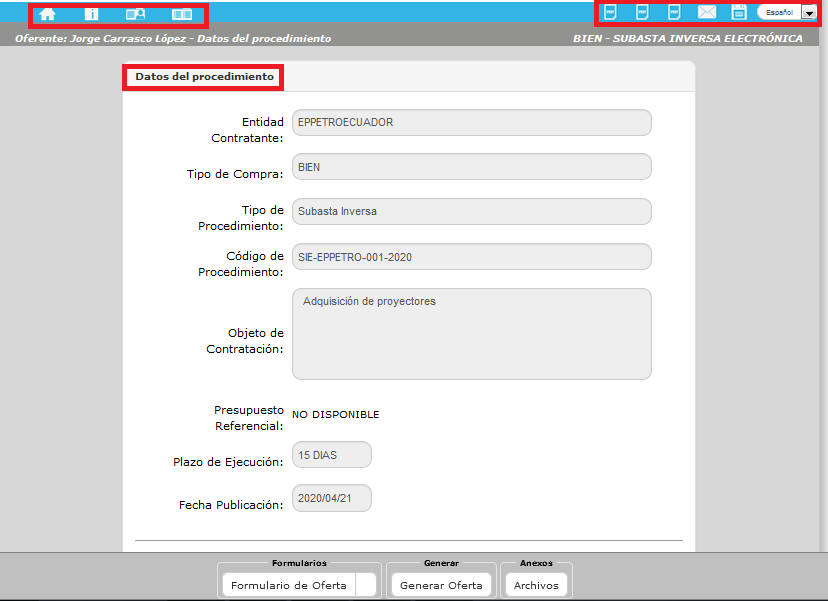 Español
Oferente: Jorge Carrasco López - Datos del procedimiento
BIEN - SUBASTA INVERSA ELECTRÓNICA
Datos del procedimiento
Entidad
Contratante:
EPPETROECUADOR
Tipo de Compra:
BIEN
Tipo de
Procedimiento:
Subasta Inversa
Código de
Procedimiento:
SIE-EPPETRO-001-2020
Objeto de
Contratación:
Adquisición de proyectores
Presupuesto
Referencial:
NO DISPONIBLE
Plazo de Ejecución:
15 DIAS
Fecha Publicación:
2020/04/21
Formularios
Generar
Anexos
Formulario de Oferta
Generar Oferta
Archivos